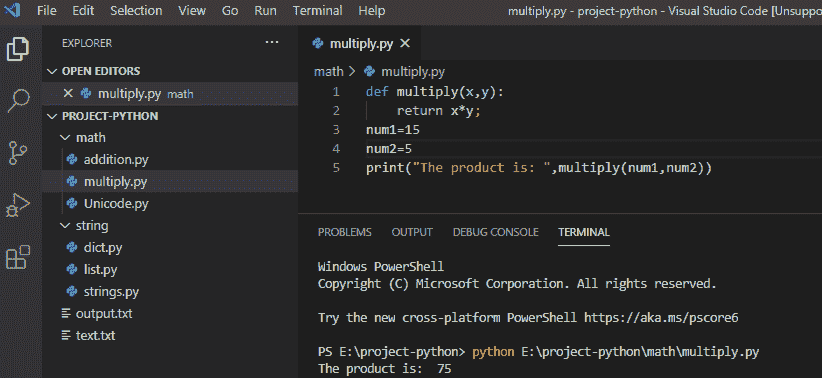 File Edit Selection View Go Run Terminal Help
multiply.py - project-python - Visual Studio Code [Unsuppo
EXPLORER
OPEN EDITORS
multiply.py math
PROJECT-PYTHON
math
addition.py
multiply.py
Unicode.py
string
dict.py
list.py
strings.py
output.txt
text.txt
multiply.py
math > multiply.py
1 def multiply(x,y):
2     return x*y;
3 num1=15
4 num2=5
5 print("The product is: ",multiply(num1,num2))
PROBLEMS OUTPUT DEBUG CONSOLE TERMINAL
Windows PowerShell
Copyright (C) Microsoft Corporation. All rights reserved.
Try the new cross-platform PowerShell https://aka.ms/pscore6
PS E:\project-python> python E:\project-python\math\multiply.py
The product is:  75